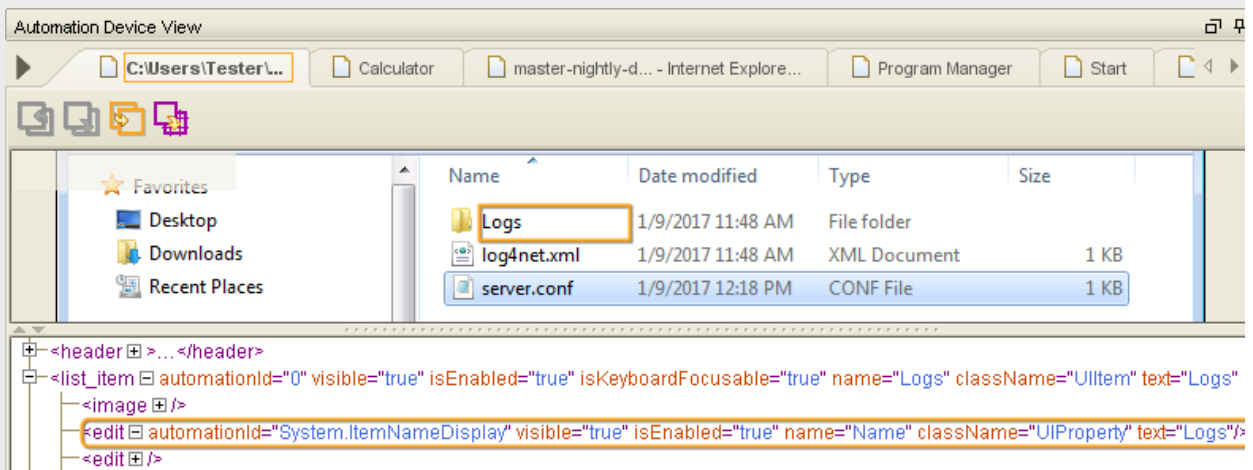 Automation Device View
C:\Users\Tester\... Calculator master-nightly-d... - Internet Explore... Program Manager Start
Favorites Name Date modified Type Size
Desktop Logs 1/9/2017 11:48 AM File folder
Downloads log4net.xml 1/9/2017 11:48 AM XML Document 1 KB
Recent Places server.conf 1/9/2017 12:18 PM CONF File 1 KB
<header >...</header>
<list_item automationId="0" visible="true" isEnabled="true" isKeyboardFocusable="true" name="Logs" className="UIItem" text="Logs"
<image />
<edit automationId="System.ItemNameDisplay" visible="true" isEnabled="true" name="Name" className="UIProperty" text="Logs"/>
<edit />